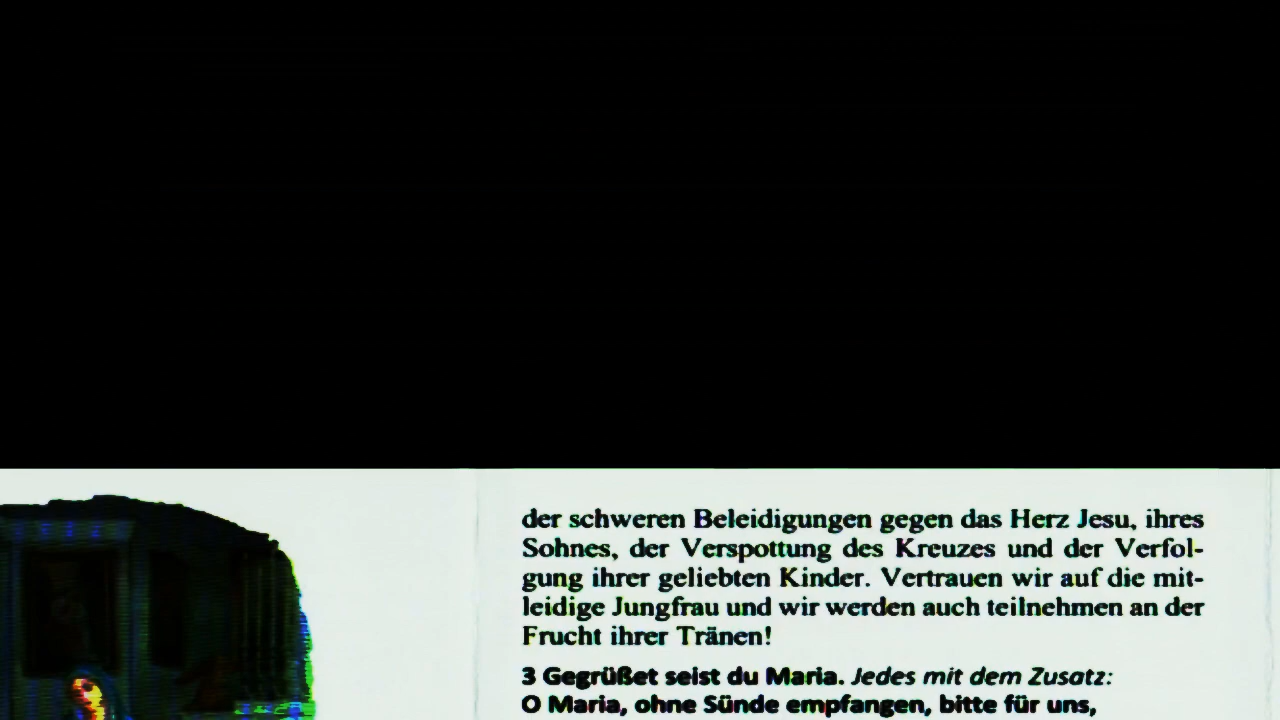 der schweren Beleidigungen gegen das Herz Jesu, ihres
Sohnes, der Verspottung des Kreuzes und der Verfol-
gung ihrer geliebten Kinder. Vertrauen wir auf die mit-
leidige Jungfrau und wir werden auch teilnehmen an der
Frucht ihrer Tränen!
3 Gegrüßet seist du Maria. Jedes mit dem Zusatz:
O Maria, ohne Sünde empfangen, bitte für uns,